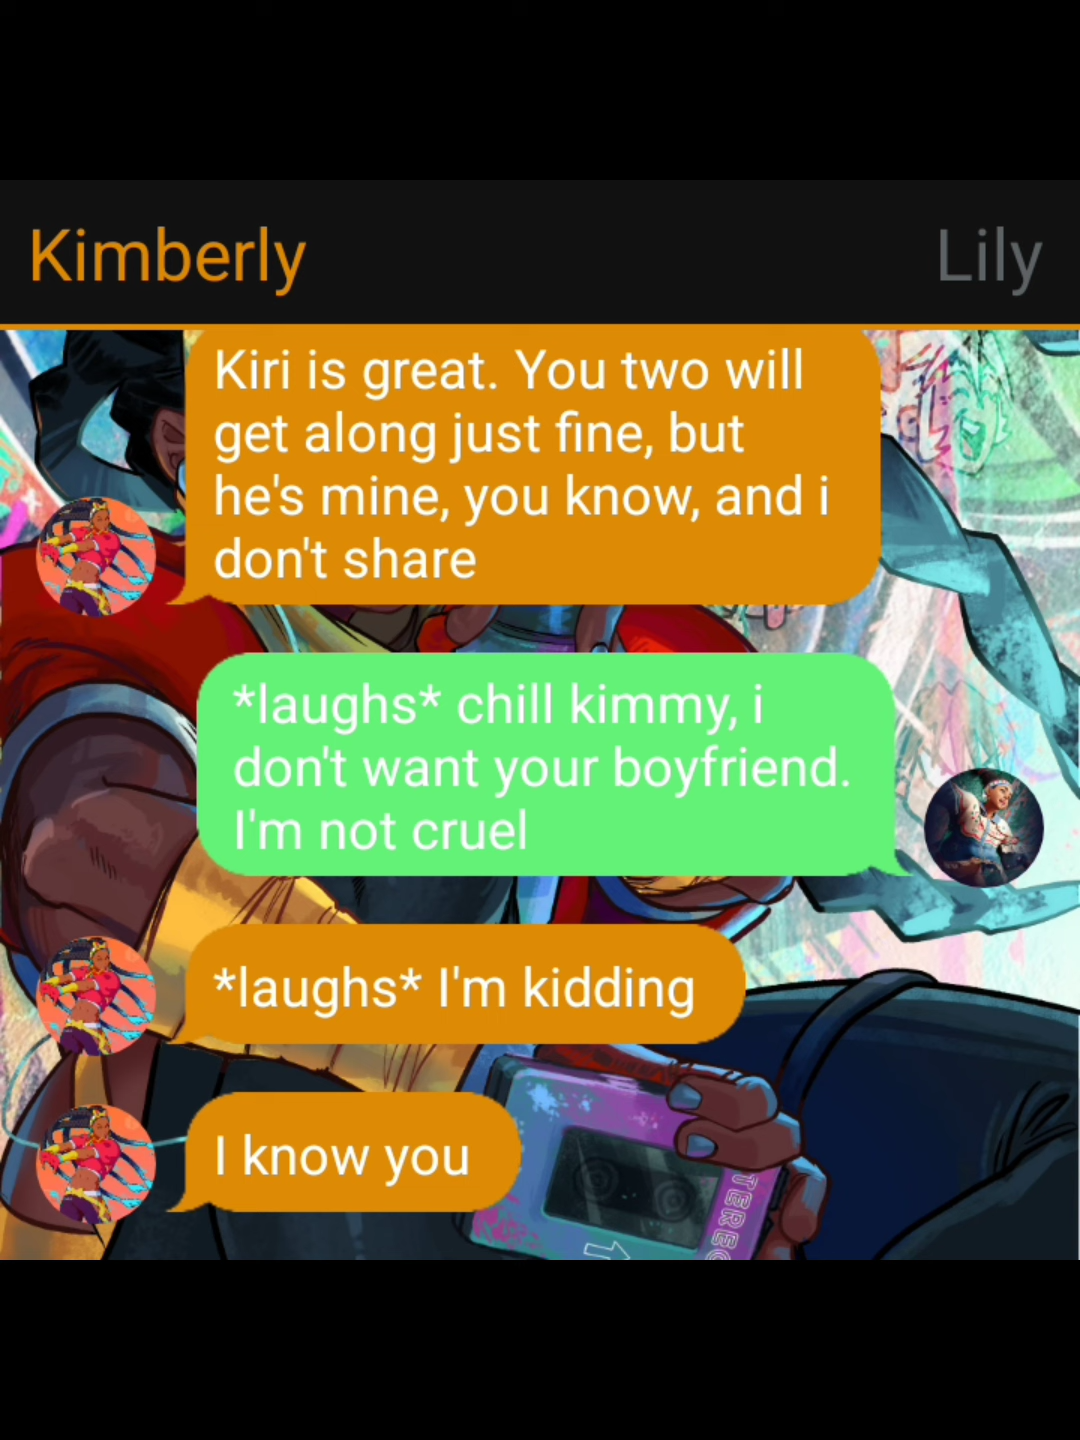 Kimberly
Lily
Kiri is great. You two will
get along just fine, but
he's mine, you know, and i
don't share
*laughs* chill kimmy, i
don't want your boyfriend.
I'm not cruel
*laughs* I'm kidding
I know you